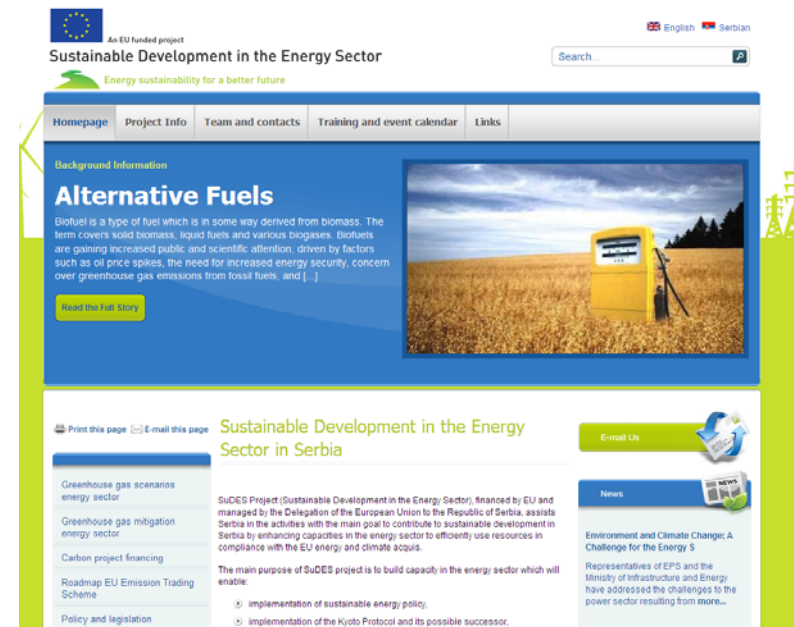 An EU funded project
English Serbian
Sustainable Development in the Energy Sector
Search...
Energy sustainability for a better future
Homepage Project Info Team and contacts Training and event calendar Links
Background Information
Alternative Fuels
Biofuel is a type of fuel which is in some way derived from biomass. The
term covers solid biomass, liquid fuels and various biogases. Biofuels
are gaining increased public and scientific attention, driven by factors
such as oil price spikes, the need for increased energy security, concern
over greenhouse gas emissions from fossil fuels, and [...]
Read the Full Story
Print this page E-mail this page
Greenhouse gas scenarios
energy sector
Greenhouse gas mitigation
energy sector
Carbon project financing
Roadmap EU Emission Trading
Scheme
Policy and legislation
Sustainable Development in the Energy
Sector in Serbia
SuDES Project (Sustainable Development in the Energy Sector), financed by EU and
managed by the Delegation of the European Union to the Republic of Serbia, assists
Serbia in the activities with the main goal to contribute to sustainable development in
Serbia by enhancing capacities in the energy sector to efficiently use resources in
compliance with the EU energy and climate acquis.
The main purpose of SuDES project is to build capacity in the energy sector which will
enable:
implementation of sustainable energy policy,
implementation of the Kyoto Protocol and its possible successor,
E-mail Us
NEWS
News
Environment and Climate Change; A
Challenge for the Energy S
Representatives of EPS and the
Ministry of Infrastructure and Energy
have addressed the challenges to the
power sector resulting from more...